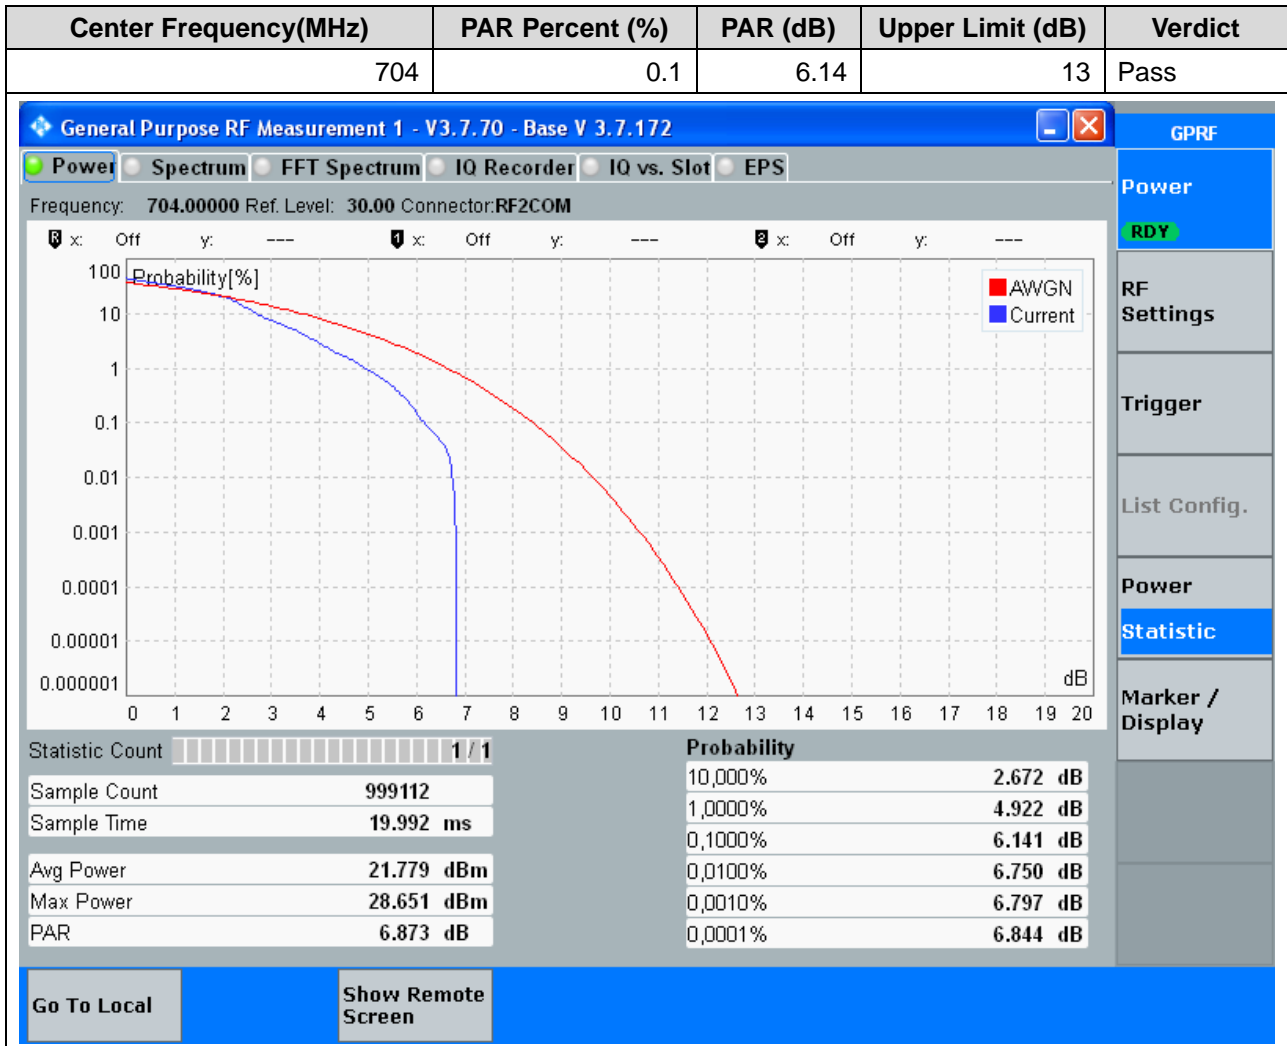 Center Frequency(MHz) PAR Percent (%) PAR (dB) Upper Limit (dB) Verdict
704 0.1 6.14 13 Pass
General Purpose RF Measurement 1 - V3.7.70 - Base V 3.7.172
GPRF
Power Spectrum FFT Spectrum IQ Recorder IQ vs. Slot EPS
Power
RDY
Frequency: 704.00000 Ref. Level: 30.00 Connector:RF2COM
R x: Off y: --- 1 x: Off y: --- 2 x: Off y: ---
Probability[%]
AWGN
Current
100
10
1
0.1
0.01
0.001
0.0001
0.00001
0.000001
dB
0 1 2 3 4 5 6 7 8 9 10 11 12 13 14 15 16 17 18 19 20
RF
Settings
Trigger
List Config.
Power
Statistic
Marker /
Display
Statistic Count 1 / 1
Sample Count 999112
Sample Time 19.992 ms
Avg Power 21.779 dBm
Max Power 28.651 dBm
PAR 6.873 dB
Probability
10,000% 2.672 dB
1,0000% 4.922 dB
0,1000% 6.141 dB
0,0100% 6.750 dB
0,0010% 6.797 dB
0,0001% 6.844 dB
Go To Local
Show Remote
Screen